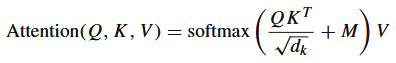 Attention(Q, K, V) = softmax(QK^T / √d_k + M)V